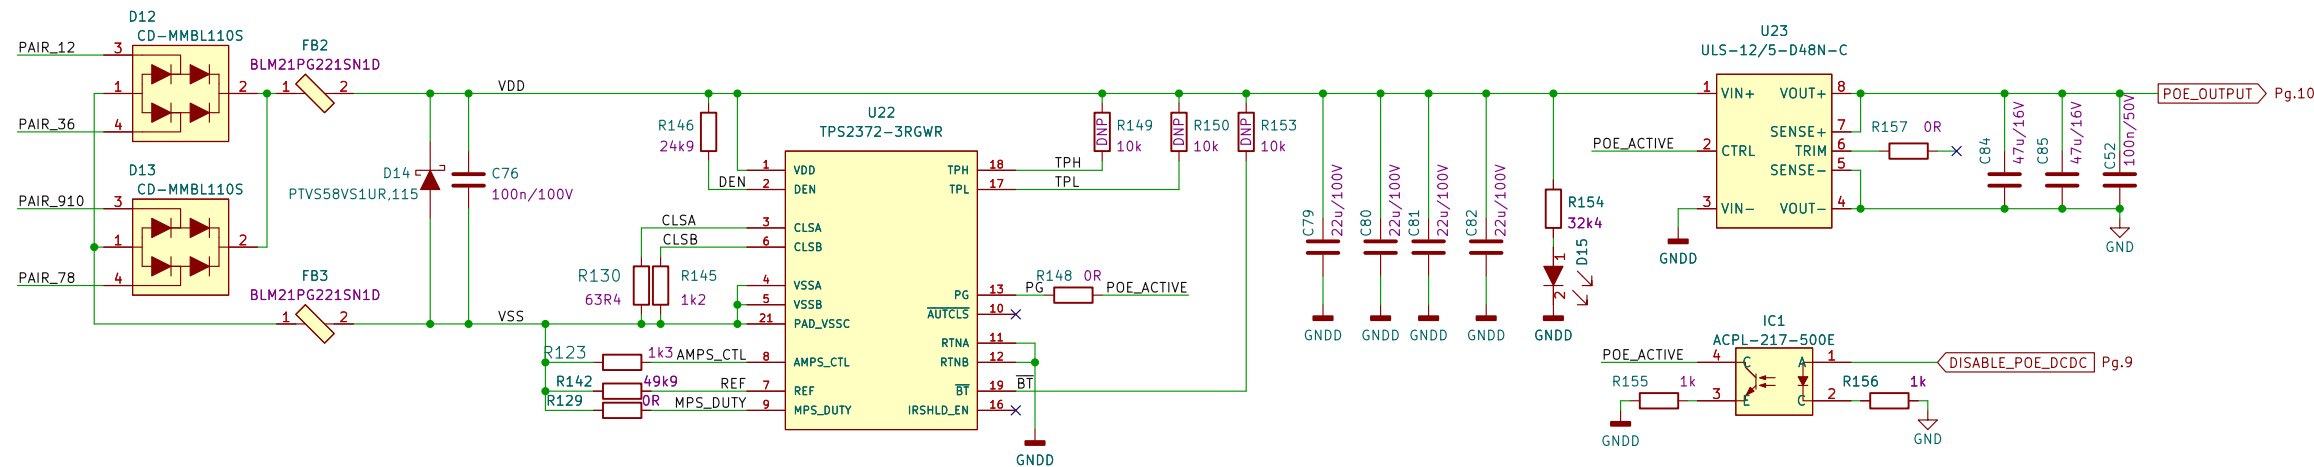 D12
CD-MMBL110S
PAIR_12
3
1
2
PAIR_36
4
D13
CD-MMBL110S
PAIR_910
3
1
2
PAIR_78
4
FB2
BLM21PG221SN1D
1
2
FB3
BLM21PG221SN1D
1
2
D14
PTVS58VS1UR,115
C76
100n/100V
VDD
VSS
R146
24k9
DEN
CLSA
CLSB
R130
63R4
R145
1k2
R123
1k3
AMPS_CTL
R142
49k9
REF
R129
0R
MPS_DUTY
U22
TPS2372-3RGWR
1
VDD
2
DEN
3
CLSA
6
CLSB
4
VSSA
5
VSSB
21
PAD_VSSC
8
AMPS_CTL
7
REF
9
MPS_DUTY
TPH
18
TPL
17
PG
13
AUTCLS
10
RTNA
11
RTNB
12
BT
19
IRSHLD_EN
16
TPH
TPL
PG
BT
GNDD
R148
0R
POE_ACTIVE
DNP
R149
10k
DNP
R150
10k
DNP
R153
10k
C79
22u/100V
GNDD
C80
22u/100V
GNDD
C81
22u/100V
GNDD
C82
22u/100V
GNDD
R154
32k4
D15
1
2
GNDD
U23
ULS-12/5-D48N-C
1
VIN+
POE_ACTIVE
2
CTRL
3
VIN-
GNDD
VOUT+
8
SENSE+
7
TRIM
6
SENSE-
5
VOUT-
4
R157
0R
C84
47u/16V
C85
47u/16V
C52
100n/50V
GND
POE_OUTPUT
Pg.10
IC1
ACPL-217-500E
POE_ACTIVE
4
C
A
1
3
E
C
2
R155
1k
GNDD
R156
1k
GND
DISABLE_POE_DCDC
Pg.9